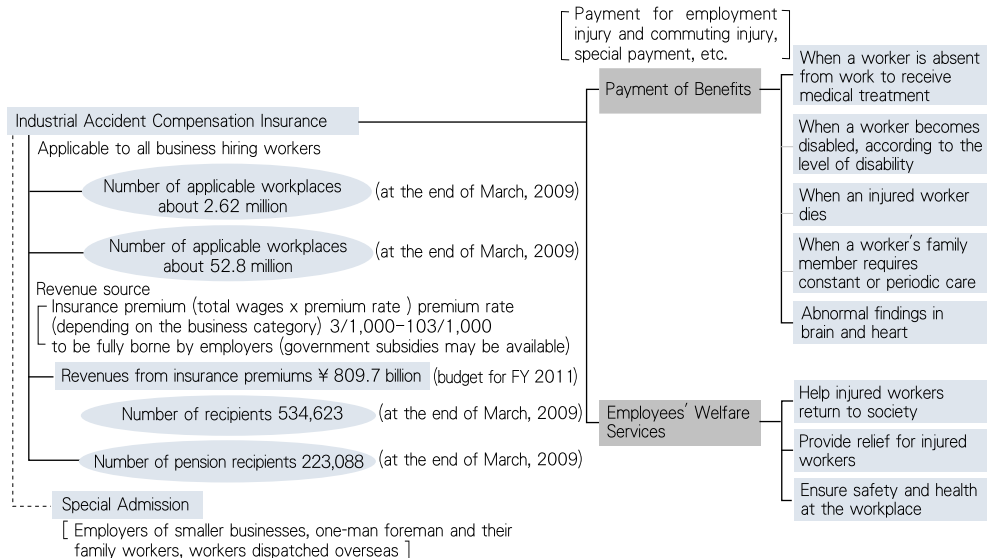 Industrial Accident Compensation Insurance
Applicable to all business hiring workers
Number of applicable workplaces
about 2.62 million
(at the end of March, 2009)
Number of applicable workplaces
about 52.8 million
(at the end of March, 2009)
Revenue source
Insurance premium (total wages x premium rate ) premium rate
(depending on the business category) 3/1,000-103/1,000
to be fully borne by employers (government subsidies may be available)
Revenues from insurance premiums ¥ 809.7 billion
(budget for FY 2011)
Number of recipients 534,623
(at the end of March, 2009)
Number of pension recipients 223,088
(at the end of March, 2009)
Special Admission
[ Employers of smaller businesses, one-man foreman and their
family workers, workers dispatched overseas ]
Payment for employment
injury and commuting injury,
special payment, etc.
Payment of Benefits
When a worker is absent
from work to receive
medical treatment
When a worker becomes
disabled, according to the
level of disability
When an injured worker
dies
When a worker's family
member requires
constant or periodic care
Abnormal findings in
brain and heart
Employees' Welfare
Services
Help injured workers
return to society
Provide relief for injured
workers
Ensure safety and health
at the workplace